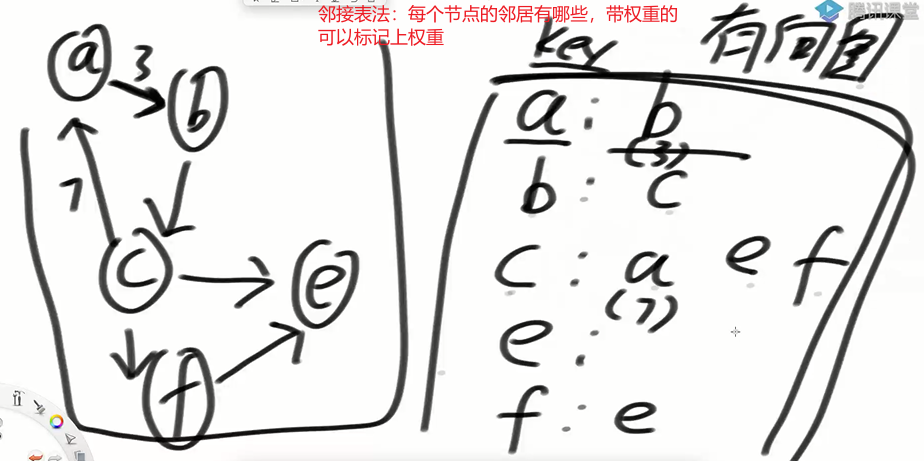 邻接表法：每个节点的邻居有哪些，带权重的
可以标记上权重
腾讯课堂
key
有向图
a
3
b
7
c
e
f
a : b
(3)
b : c
c : a e f
(7)
e :
f : e